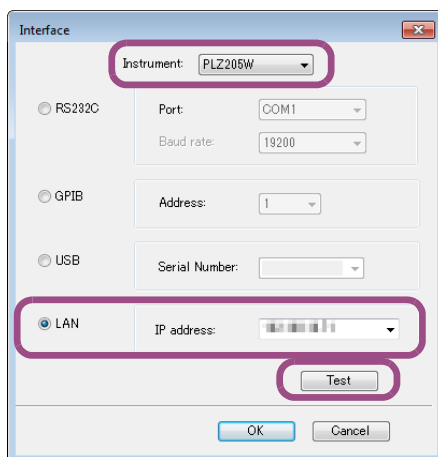 Interface
Instrument: PLZ205W
RS232C Port: COM1
Baud rate: 19200
GPIB Address: 1
USB Serial Number:
LAN IP address:
Test
OK Cancel